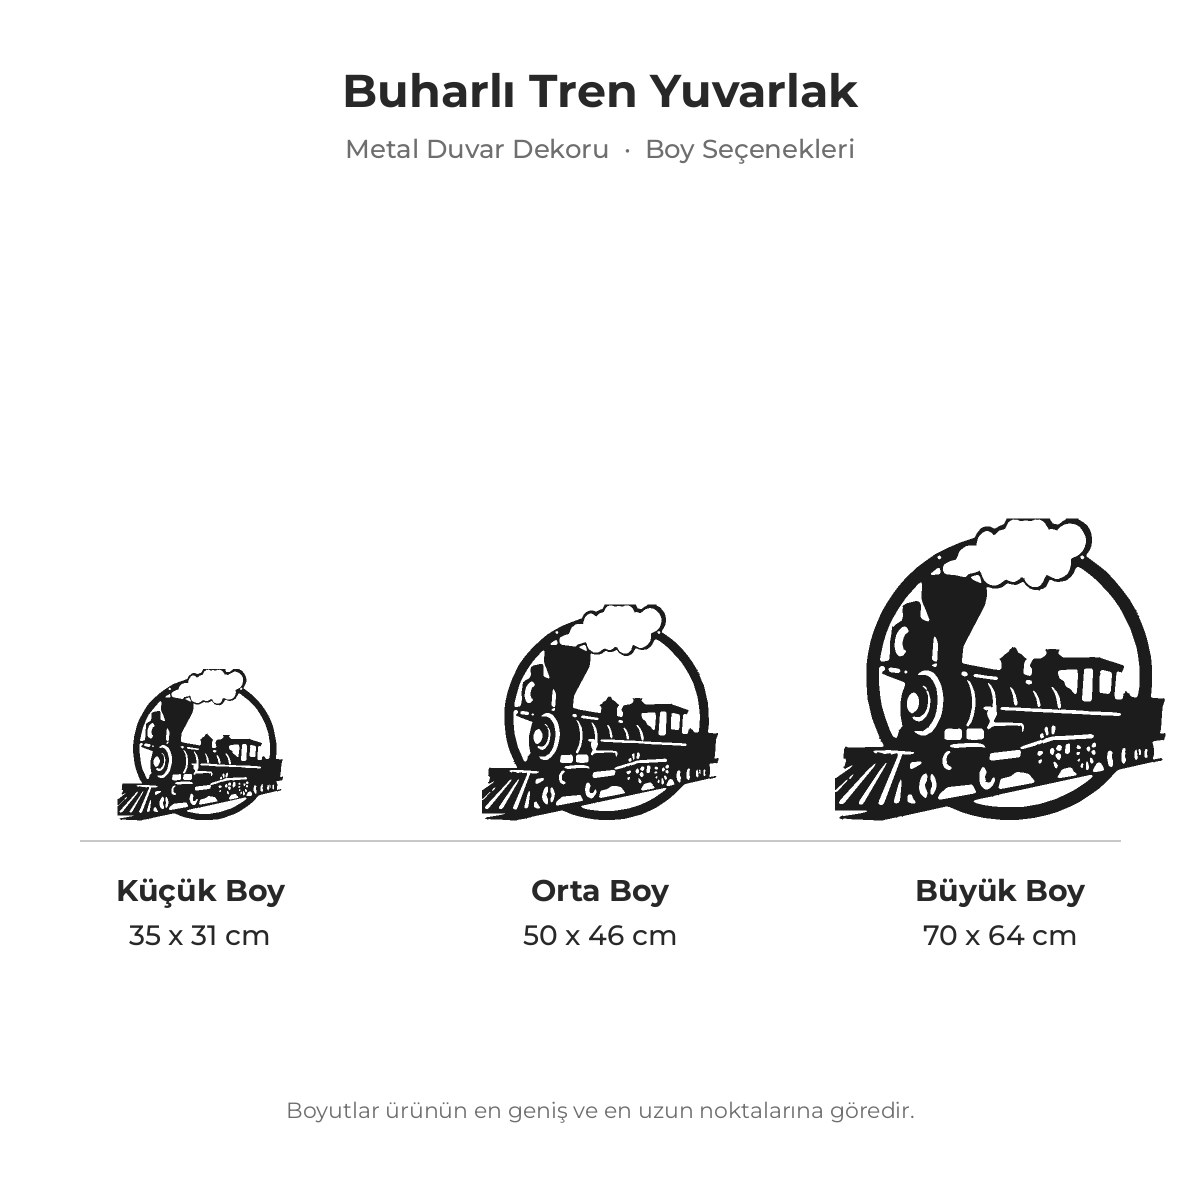 Buharlı Tren Yuvarlak
Metal Duvar Dekoru · Boy Seçenekleri
Küçük Boy
35 x 31 cm
Orta Boy
50 x 46 cm
Büyük Boy
70 x 64 cm
Boyutlar ürünün en geniş ve en uzun noktalarına göredir.